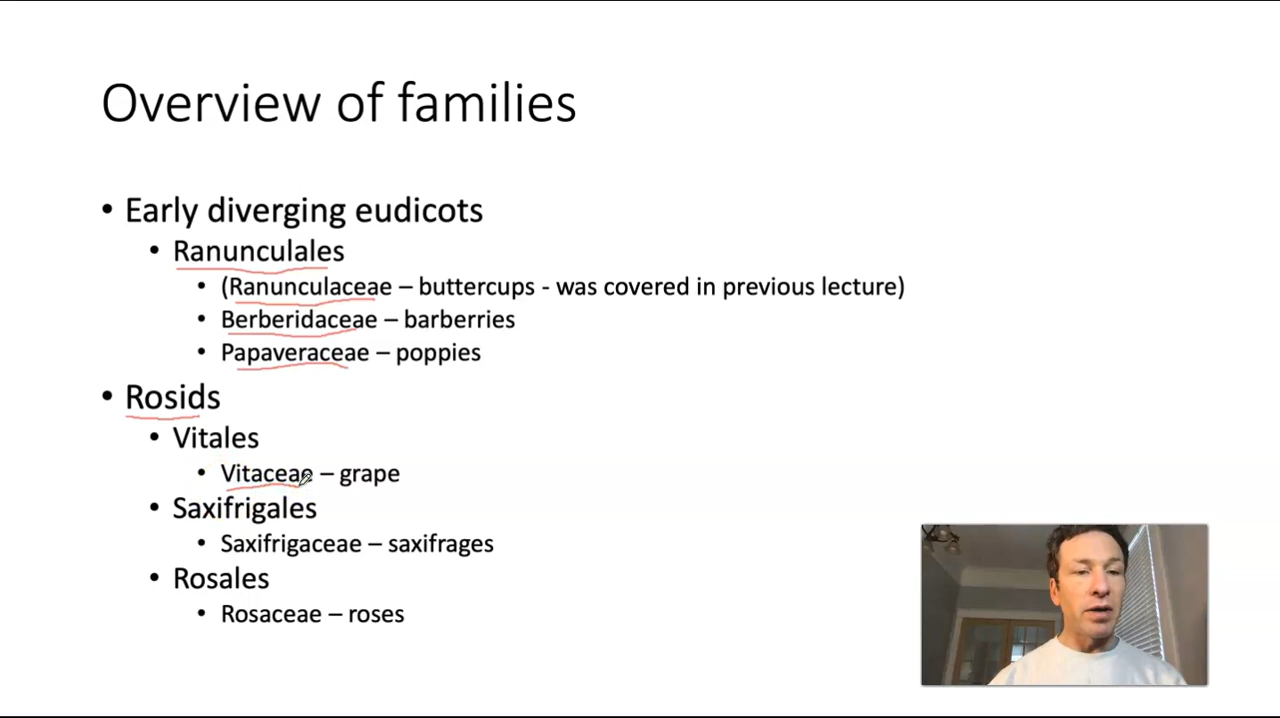 Overview of families
• Early diverging eudicots
• Ranunculales
• (Ranunculaceae – buttercups - was covered in previous lecture)
• Berberidaceae – barberries
• Papaveraceae – poppies
• Rosids
• Vitales
• Vitaceae – grape
• Saxifrigales
• Saxifrigaceae – saxifrages
• Rosales
• Rosaceae – roses